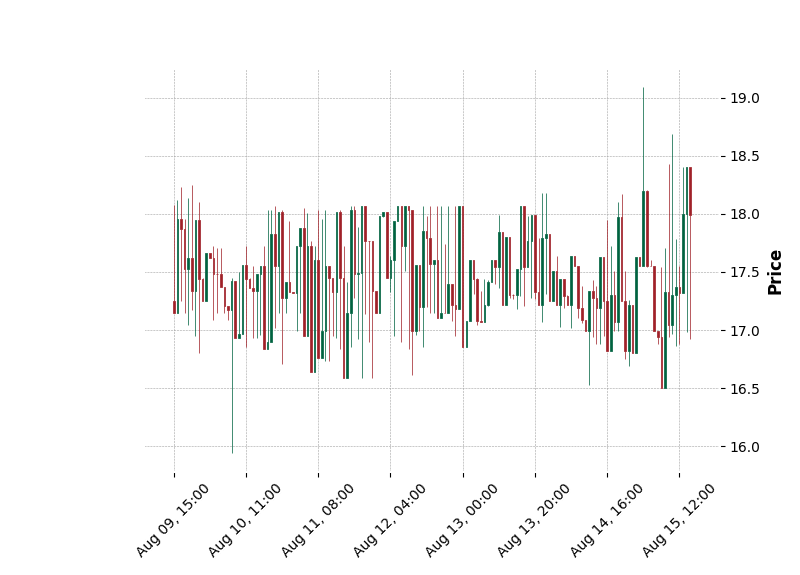 19.0
18.5
18.0
17.5
17.0
16.5
16.0
Price
Aug 09, 15:00
Aug 10, 11:00
Aug 11, 08:00
Aug 12, 04:00
Aug 13, 00:00
Aug 13, 20:00
Aug 14, 16:00
Aug 15, 12:00